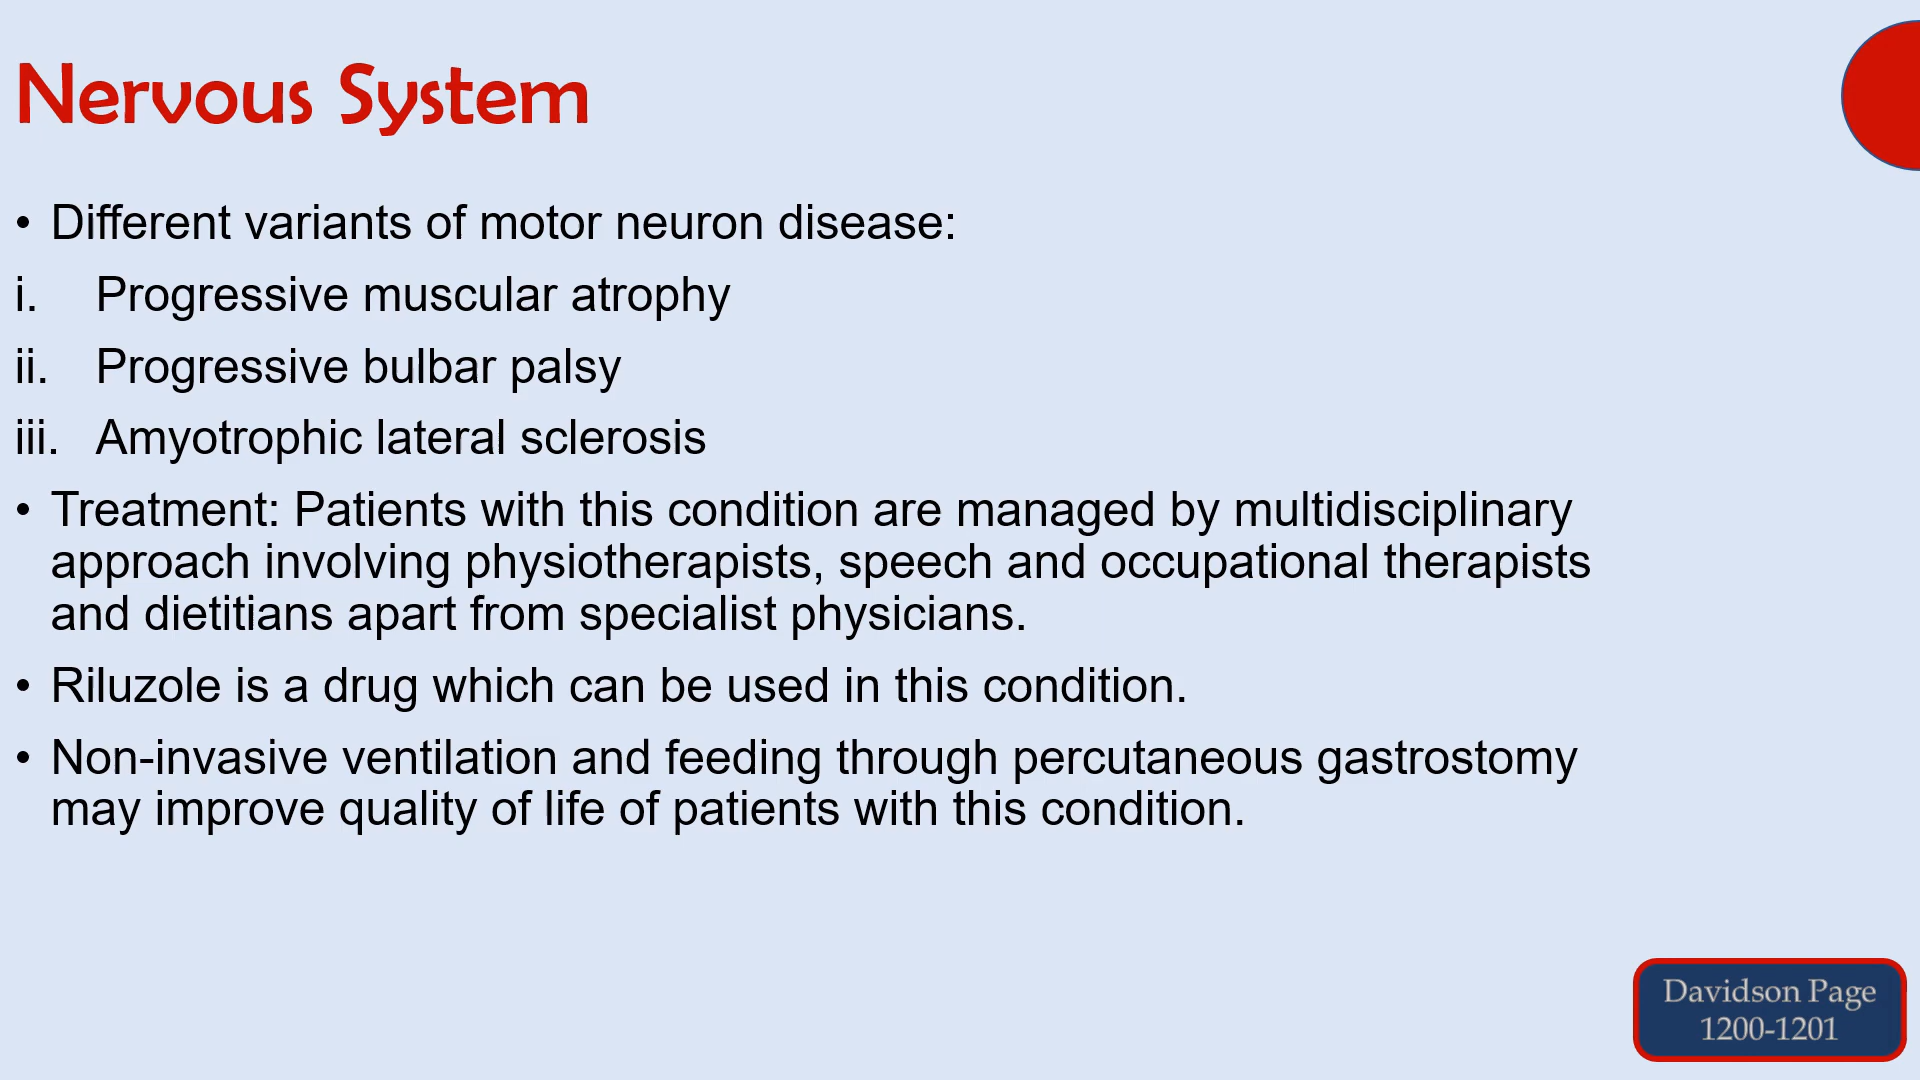 Nervous System
• Different variants of motor neuron disease:
i. Progressive muscular atrophy
ii. Progressive bulbar palsy
iii. Amyotrophic lateral sclerosis
• Treatment: Patients with this condition are managed by multidisciplinary
approach involving physiotherapists, speech and occupational therapists
and dietitians apart from specialist physicians.
• Riluzole is a drug which can be used in this condition.
• Non-invasive ventilation and feeding through percutaneous gastrostomy
may improve quality of life of patients with this condition.
Davidson Page
1200-1201